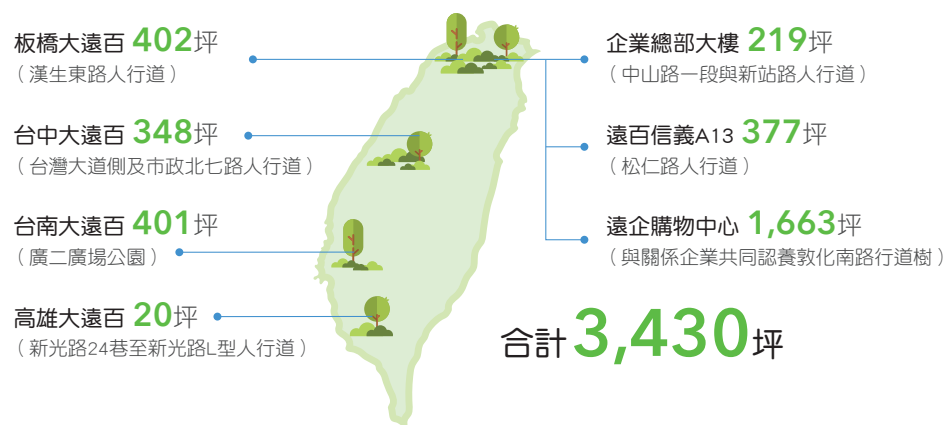 板橋大遠百 402坪
（漢生東路人行道）
台中大遠百 348坪
（台灣大道側及市政北七路人行道）
台南大遠百 401坪
（廣二廣場公園）
高雄大遠百 20坪
（新光路24巷至新光路L型人行道）
企業總部大樓 219坪
（中山路一段與新站路人行道）
遠百信義A13 377坪
（松仁路人行道）
遠企購物中心 1,663坪
（與關係企業共同認養敦化南路行道樹）
合計3,430坪